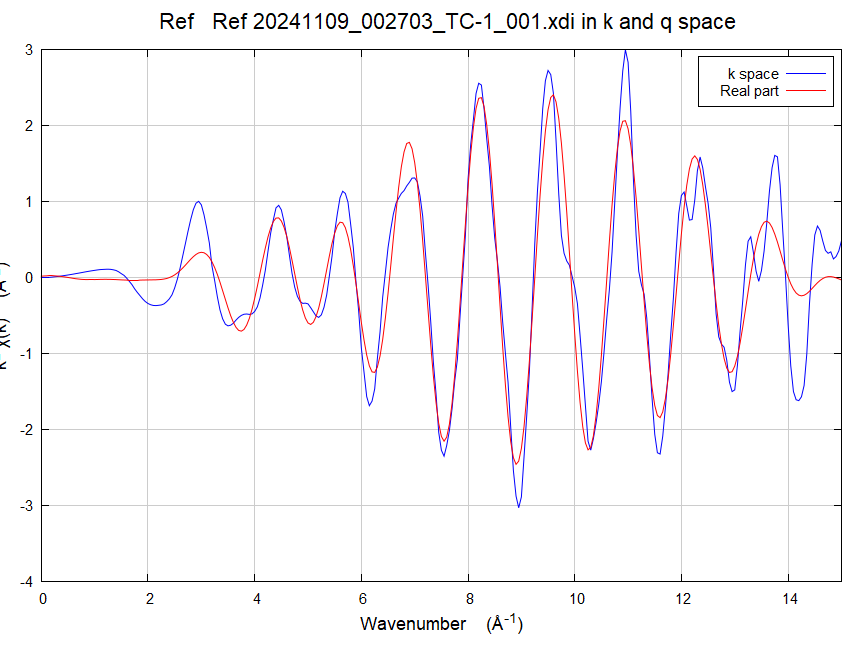 Ref   Ref 20241109_002703_TC-1_001.xdi in k and q space
k space
Real part
3
2
1
0
-1
-2
-3
-4
0 2 4 6 8 10 12 14
Wavenumber    (Å⁻¹)